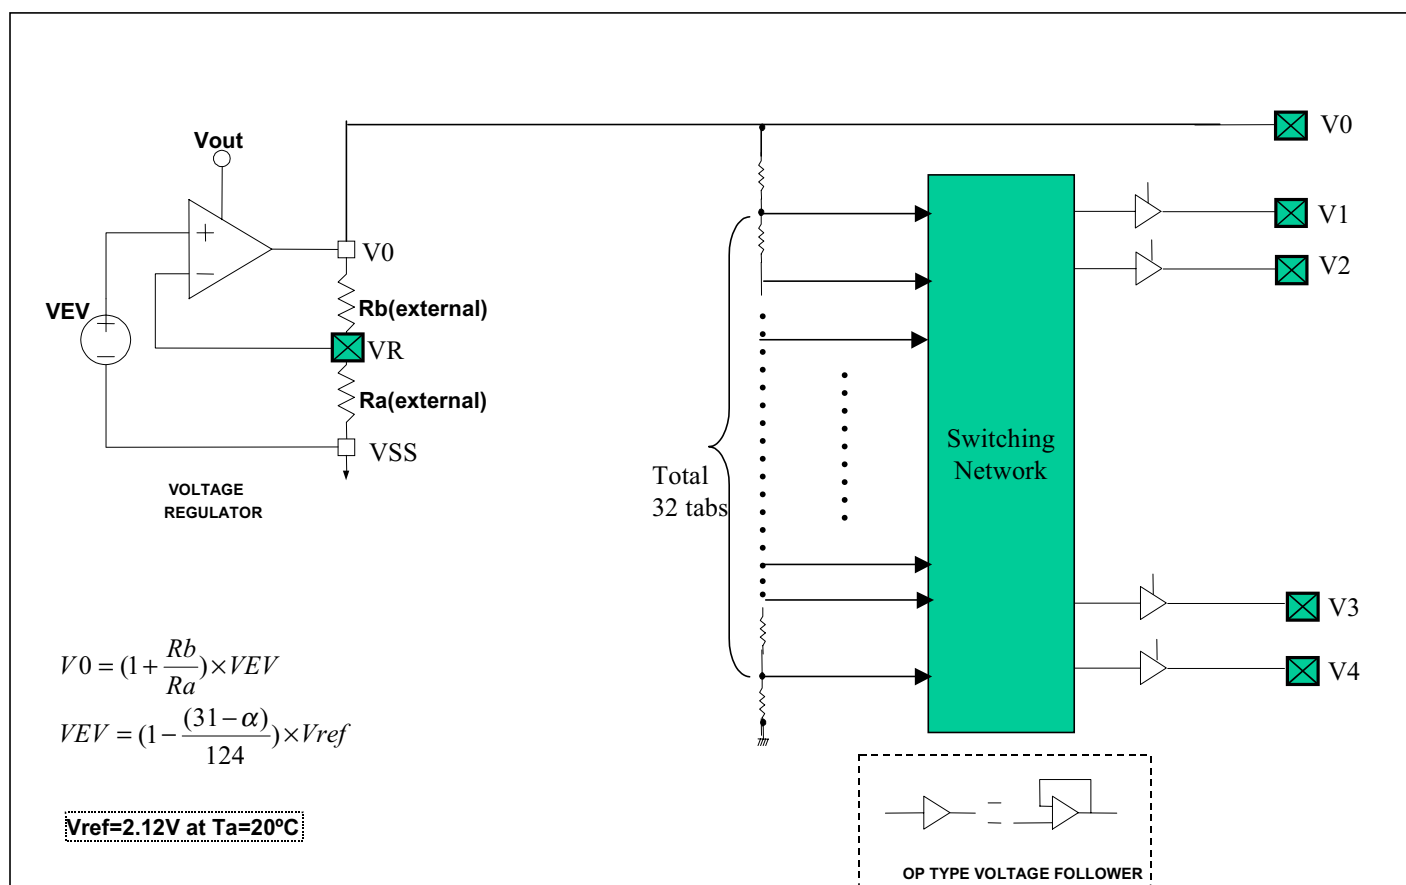 Vout
V0
V0
V1
VEV
Rb(external)
V2
VR
Ra(external)
VSS
VOLTAGE
REGULATOR
Total
32 tabs
Switching
Network
V3
V4
V0 = (1 + Rb/Ra) × VEV
VEV = (1 − (31 − α)/124) × Vref
Vref=2.12V at Ta=20ºC
OP TYPE VOLTAGE FOLLOWER